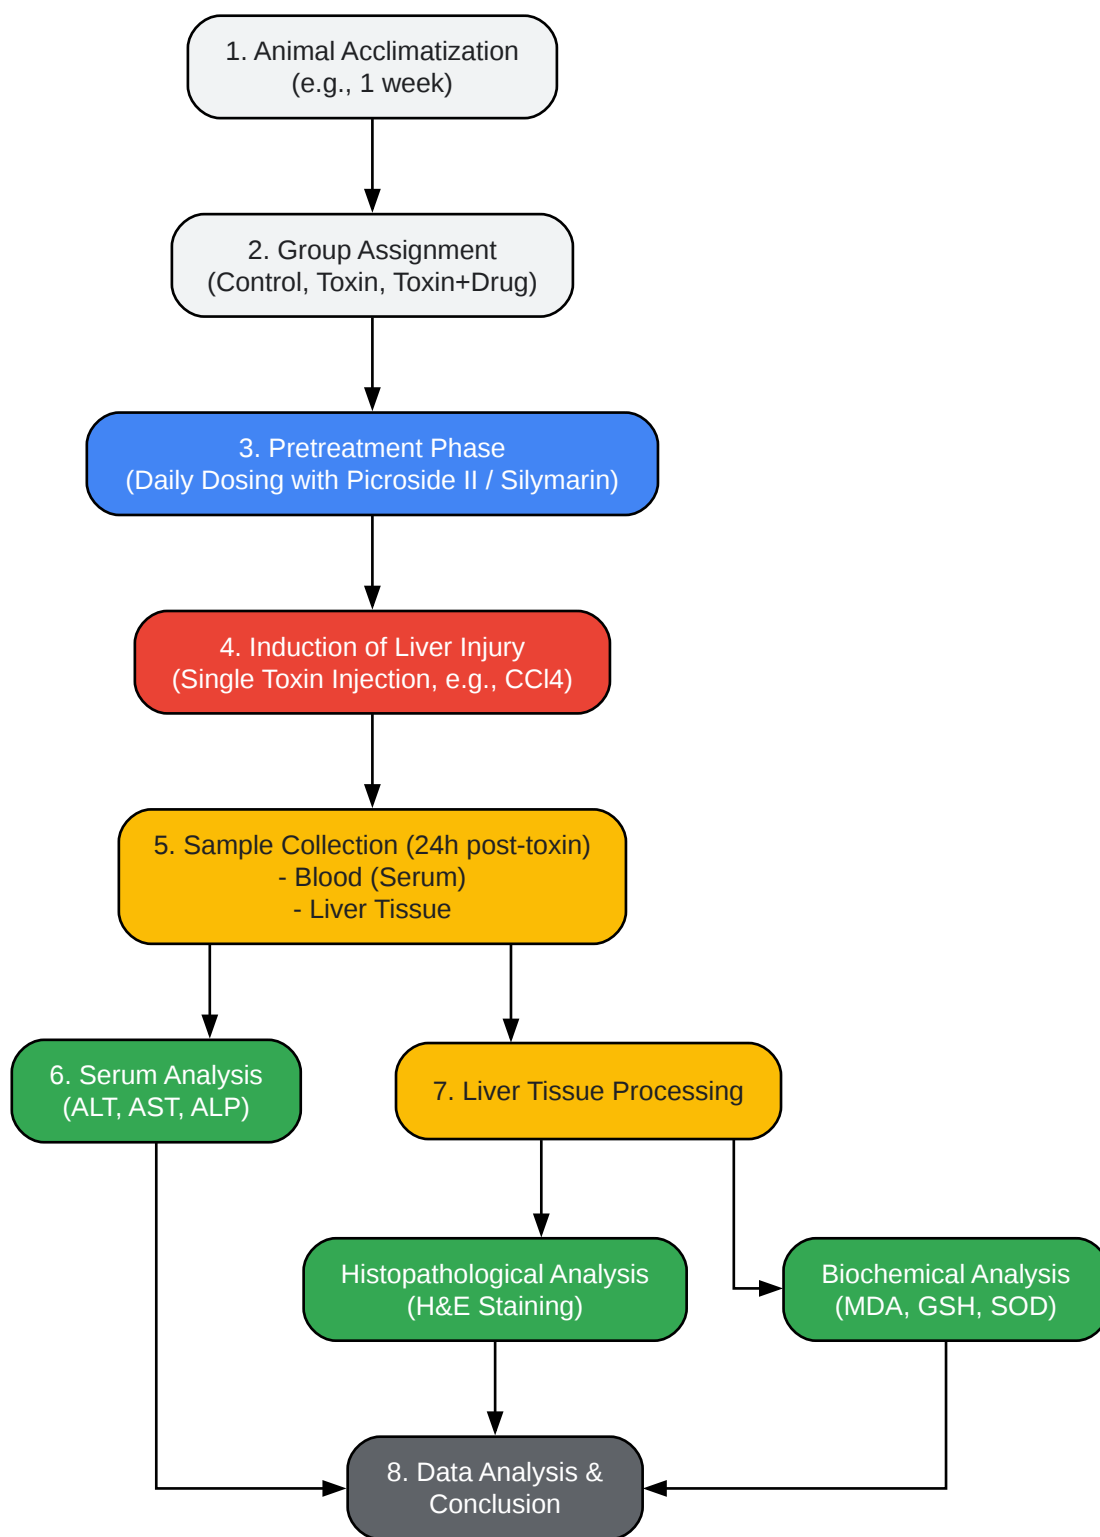 1. Animal Acclimatization
(e.g., 1 week)
2. Group Assignment
(Control, Toxin, Toxin+Drug)
3. Pretreatment Phase
(Daily Dosing with Picroside II / Silymarin)
4. Induction of Liver Injury
(Single Toxin Injection, e.g., CCl4)
5. Sample Collection (24h post-toxin)
- Blood (Serum)
- Liver Tissue
6. Serum Analysis
(ALT, AST, ALP)
7. Liver Tissue Processing
Histopathological Analysis
(H&E Staining)
Biochemical Analysis
(MDA, GSH, SOD)
8. Data Analysis &
Conclusion